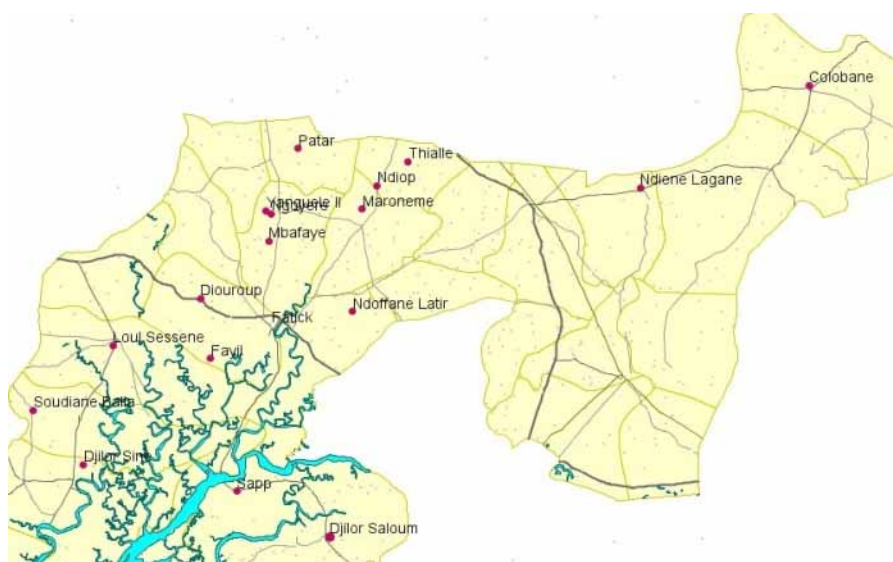 Colobane
Patar
Thialle
Ndiop
Ndiene Lagane
Maroneme
Yanguele II
Mbafaye
Diouroup
Ndoffane Latir
Fatick
Loul Sessene
Fayil
Soudiane Balla
Djilor Sine
Sapp
Djilor Saloum